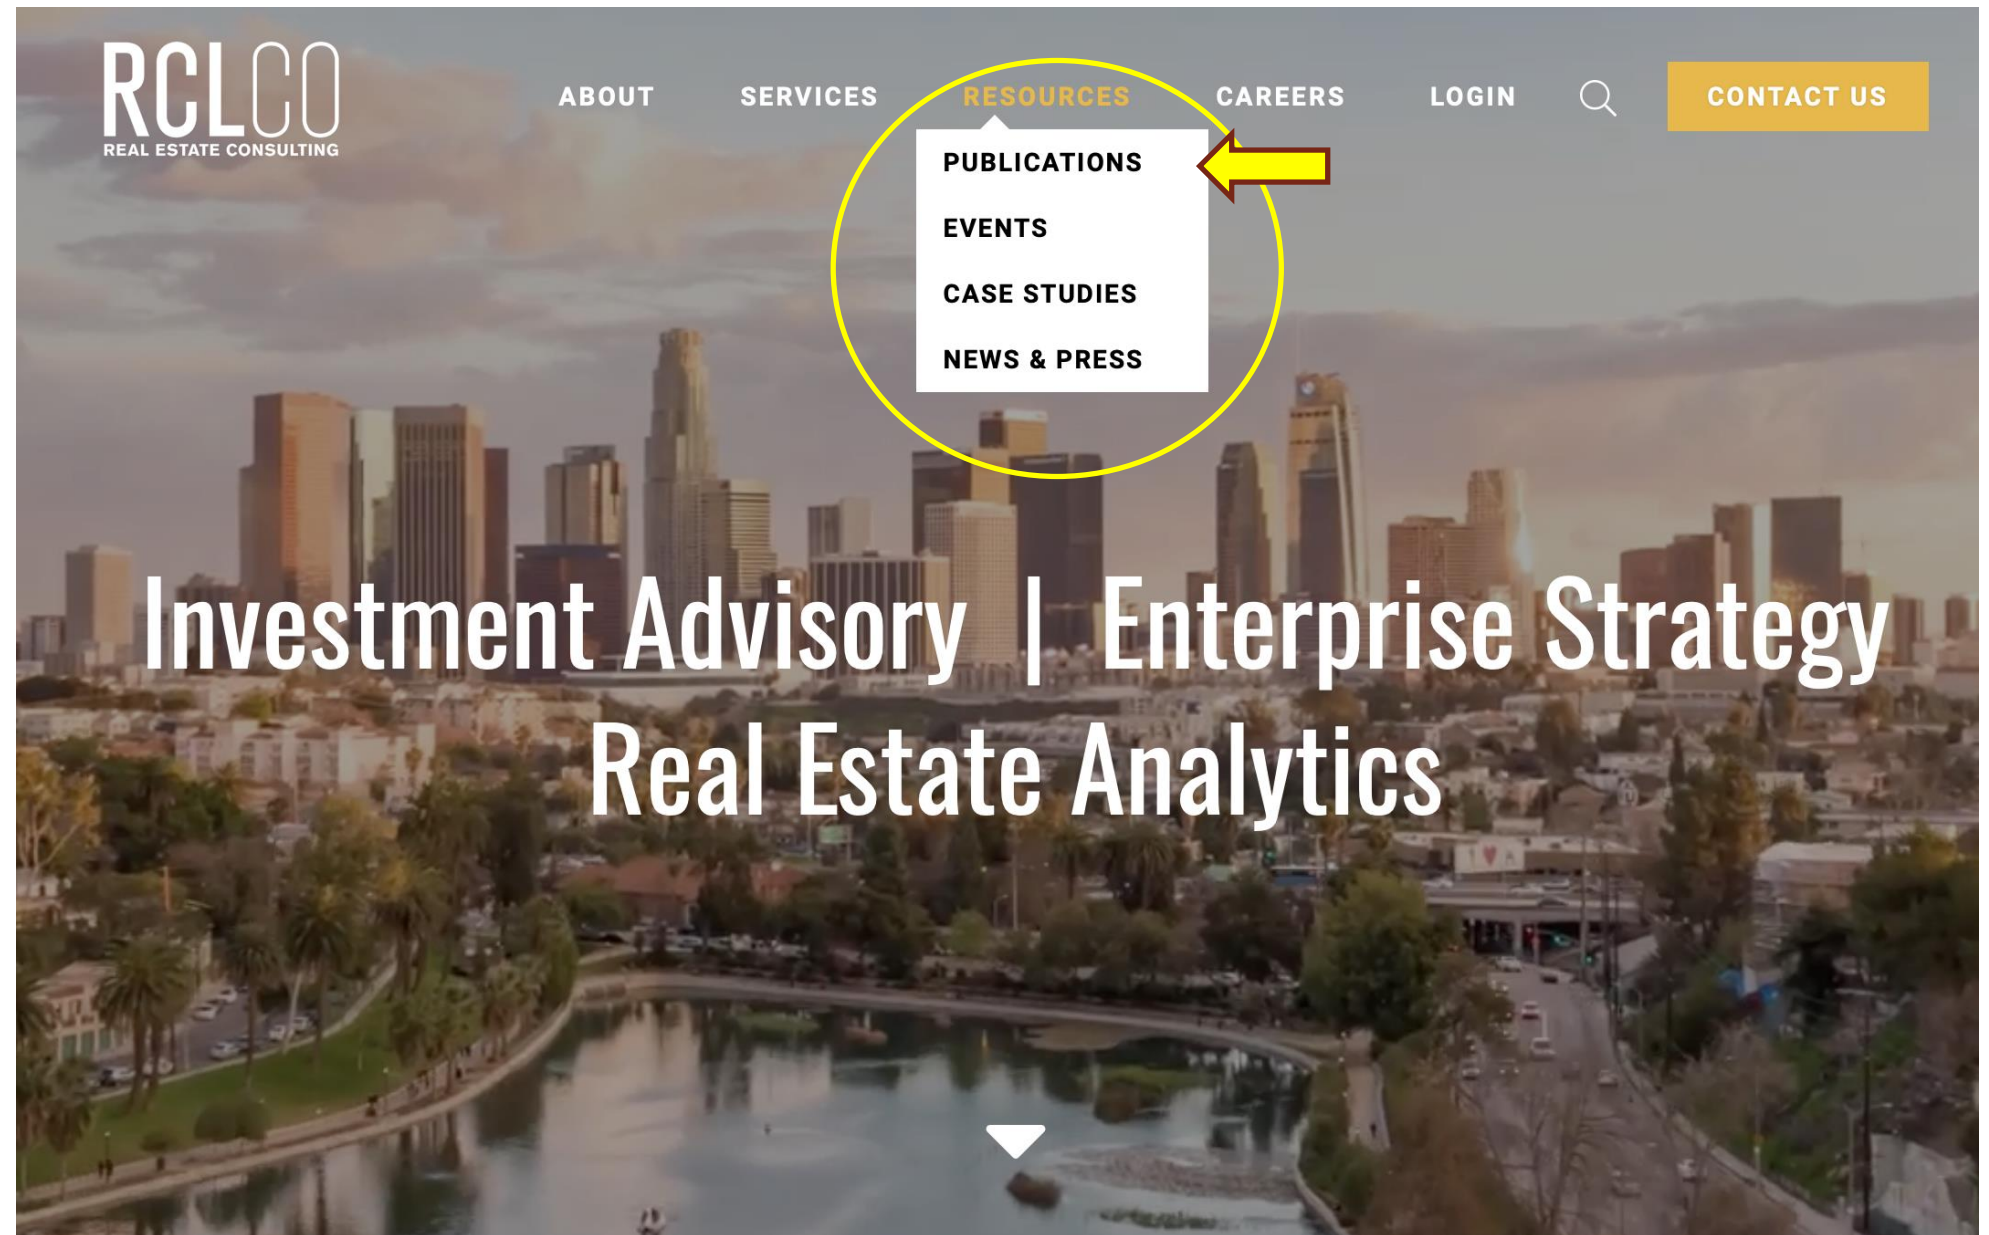 RCLCO
REAL ESTATE CONSULTING
ABOUT SERVICES RESOURCES CAREERS LOGIN CONTACT US
PUBLICATIONS
EVENTS
CASE STUDIES
NEWS & PRESS
Investment Advisory | Enterprise Strategy
Real Estate Analytics